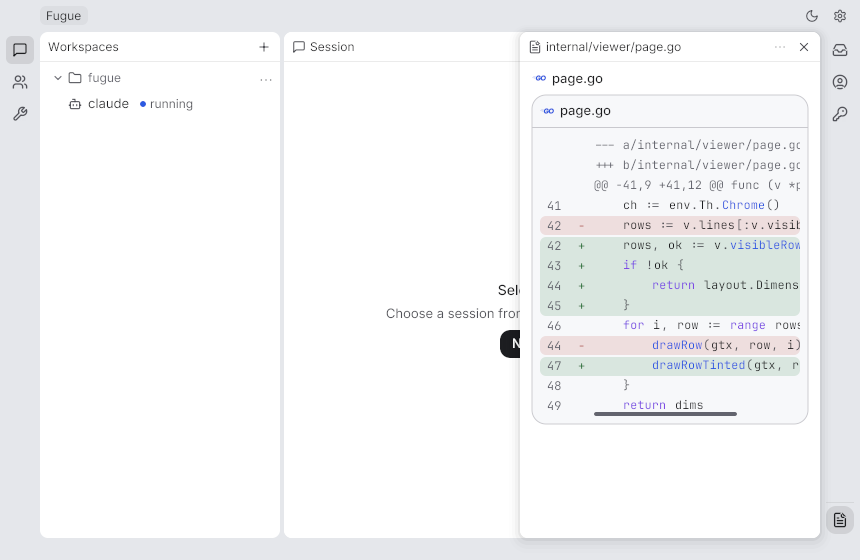 Fugue
Workspaces
fugue
claude running
Session
Choose a session from
internal/viewer/page.go
page.go
page.go
--- a/internal/viewer/page.go
+++ b/internal/viewer/page.go
@@ -41,9 +41,12 @@ func (v *p
41 ch := env.Th.Chrome()
42 - rows := v.lines[:v.visib
42 + rows, ok := v.visibleRow
43 + if !ok {
44 + return layout.Dimens
45 + }
46 for i, row := range rows
44 - drawRow(gtx, row, i)
47 + drawRowTinted(gtx, r
48 }
49 return dims